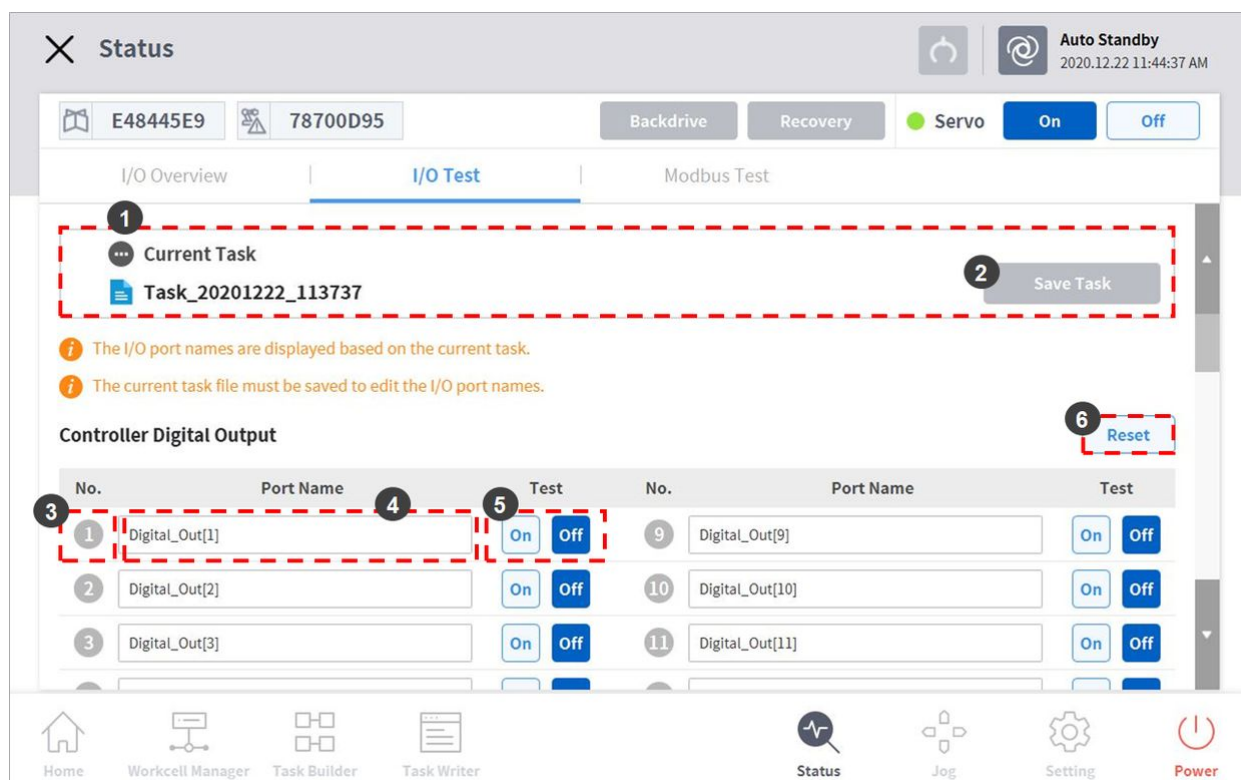 Status
Auto Standby
2020.12.22 11:44:37 AM
E48445E9 78700D95 Backdrive Recovery Servo On Off
I/O Overview I/O Test Modbus Test
1
Current Task
2 Save Task
Task_20201222_113737
i The I/O port names are displayed based on the current task.
i The current task file must be saved to edit the I/O port names.
6
Controller Digital Output Reset
No. Port Name Test No. Port Name Test
3 4 5
1 Digital_Out[1] On Off 9 Digital_Out[9] On Off
2 Digital_Out[2] On Off 10 Digital_Out[10] On Off
3 Digital_Out[3] On Off 11 Digital_Out[11] On Off
Home Workcell Manager Task Builder Task Writer Status Jog Setting Power